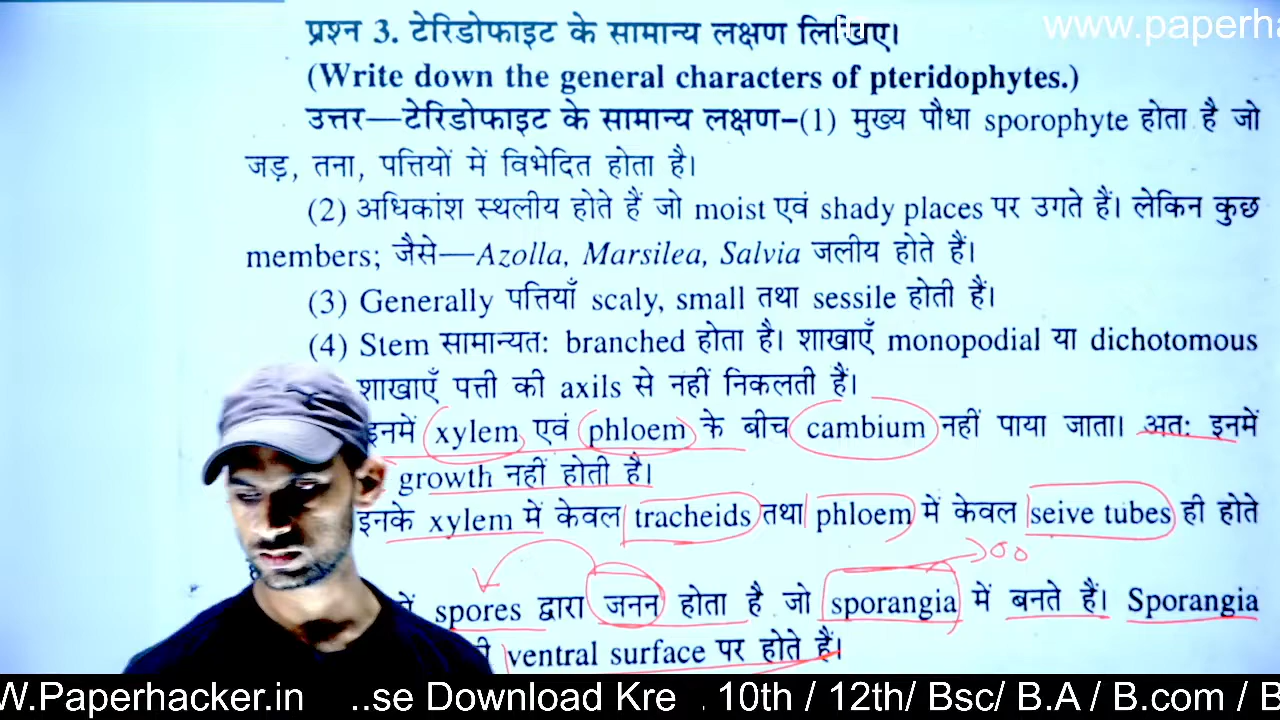 www.paperha
प्रश्न 3. टेरिडोफाइट के सामान्य लक्षण लिखिए।
(Write down the general characters of pteridophytes.)
उत्तर—टेरिडोफाइट के सामान्य लक्षण–(1) मुख्य पौधा sporophyte होता है जो
जड़, तना, पत्तियों में विभेदित होता है।
(2) अधिकांश स्थलीय होते हैं जो moist एवं shady places पर उगते हैं। लेकिन कुछ
members; जैसे—Azolla, Marsilea, Salvia जलीय होते हैं।
(3) Generally पत्तियाँ scaly, small तथा sessile होती हैं।
(4) Stem सामान्यत: branched होता है। शाखाएँ monopodial या dichotomous
शाखाएँ पत्ती की axils से नहीं निकलती हैं।
इनमें xylem एवं phloem के बीच cambium नहीं पाया जाता। अत: इनमें
growth नहीं होती है।
इनके xylem में केवल tracheids तथा phloem में केवल seive tubes ही होते
में spores द्वारा जनन होता है जो sporangia में बनते हैं। Sporangia
ventral surface पर होते हैं।
W.Paperhacker.in ..se Download Kre . 10th / 12th/ Bsc/ B.A / B.com / B